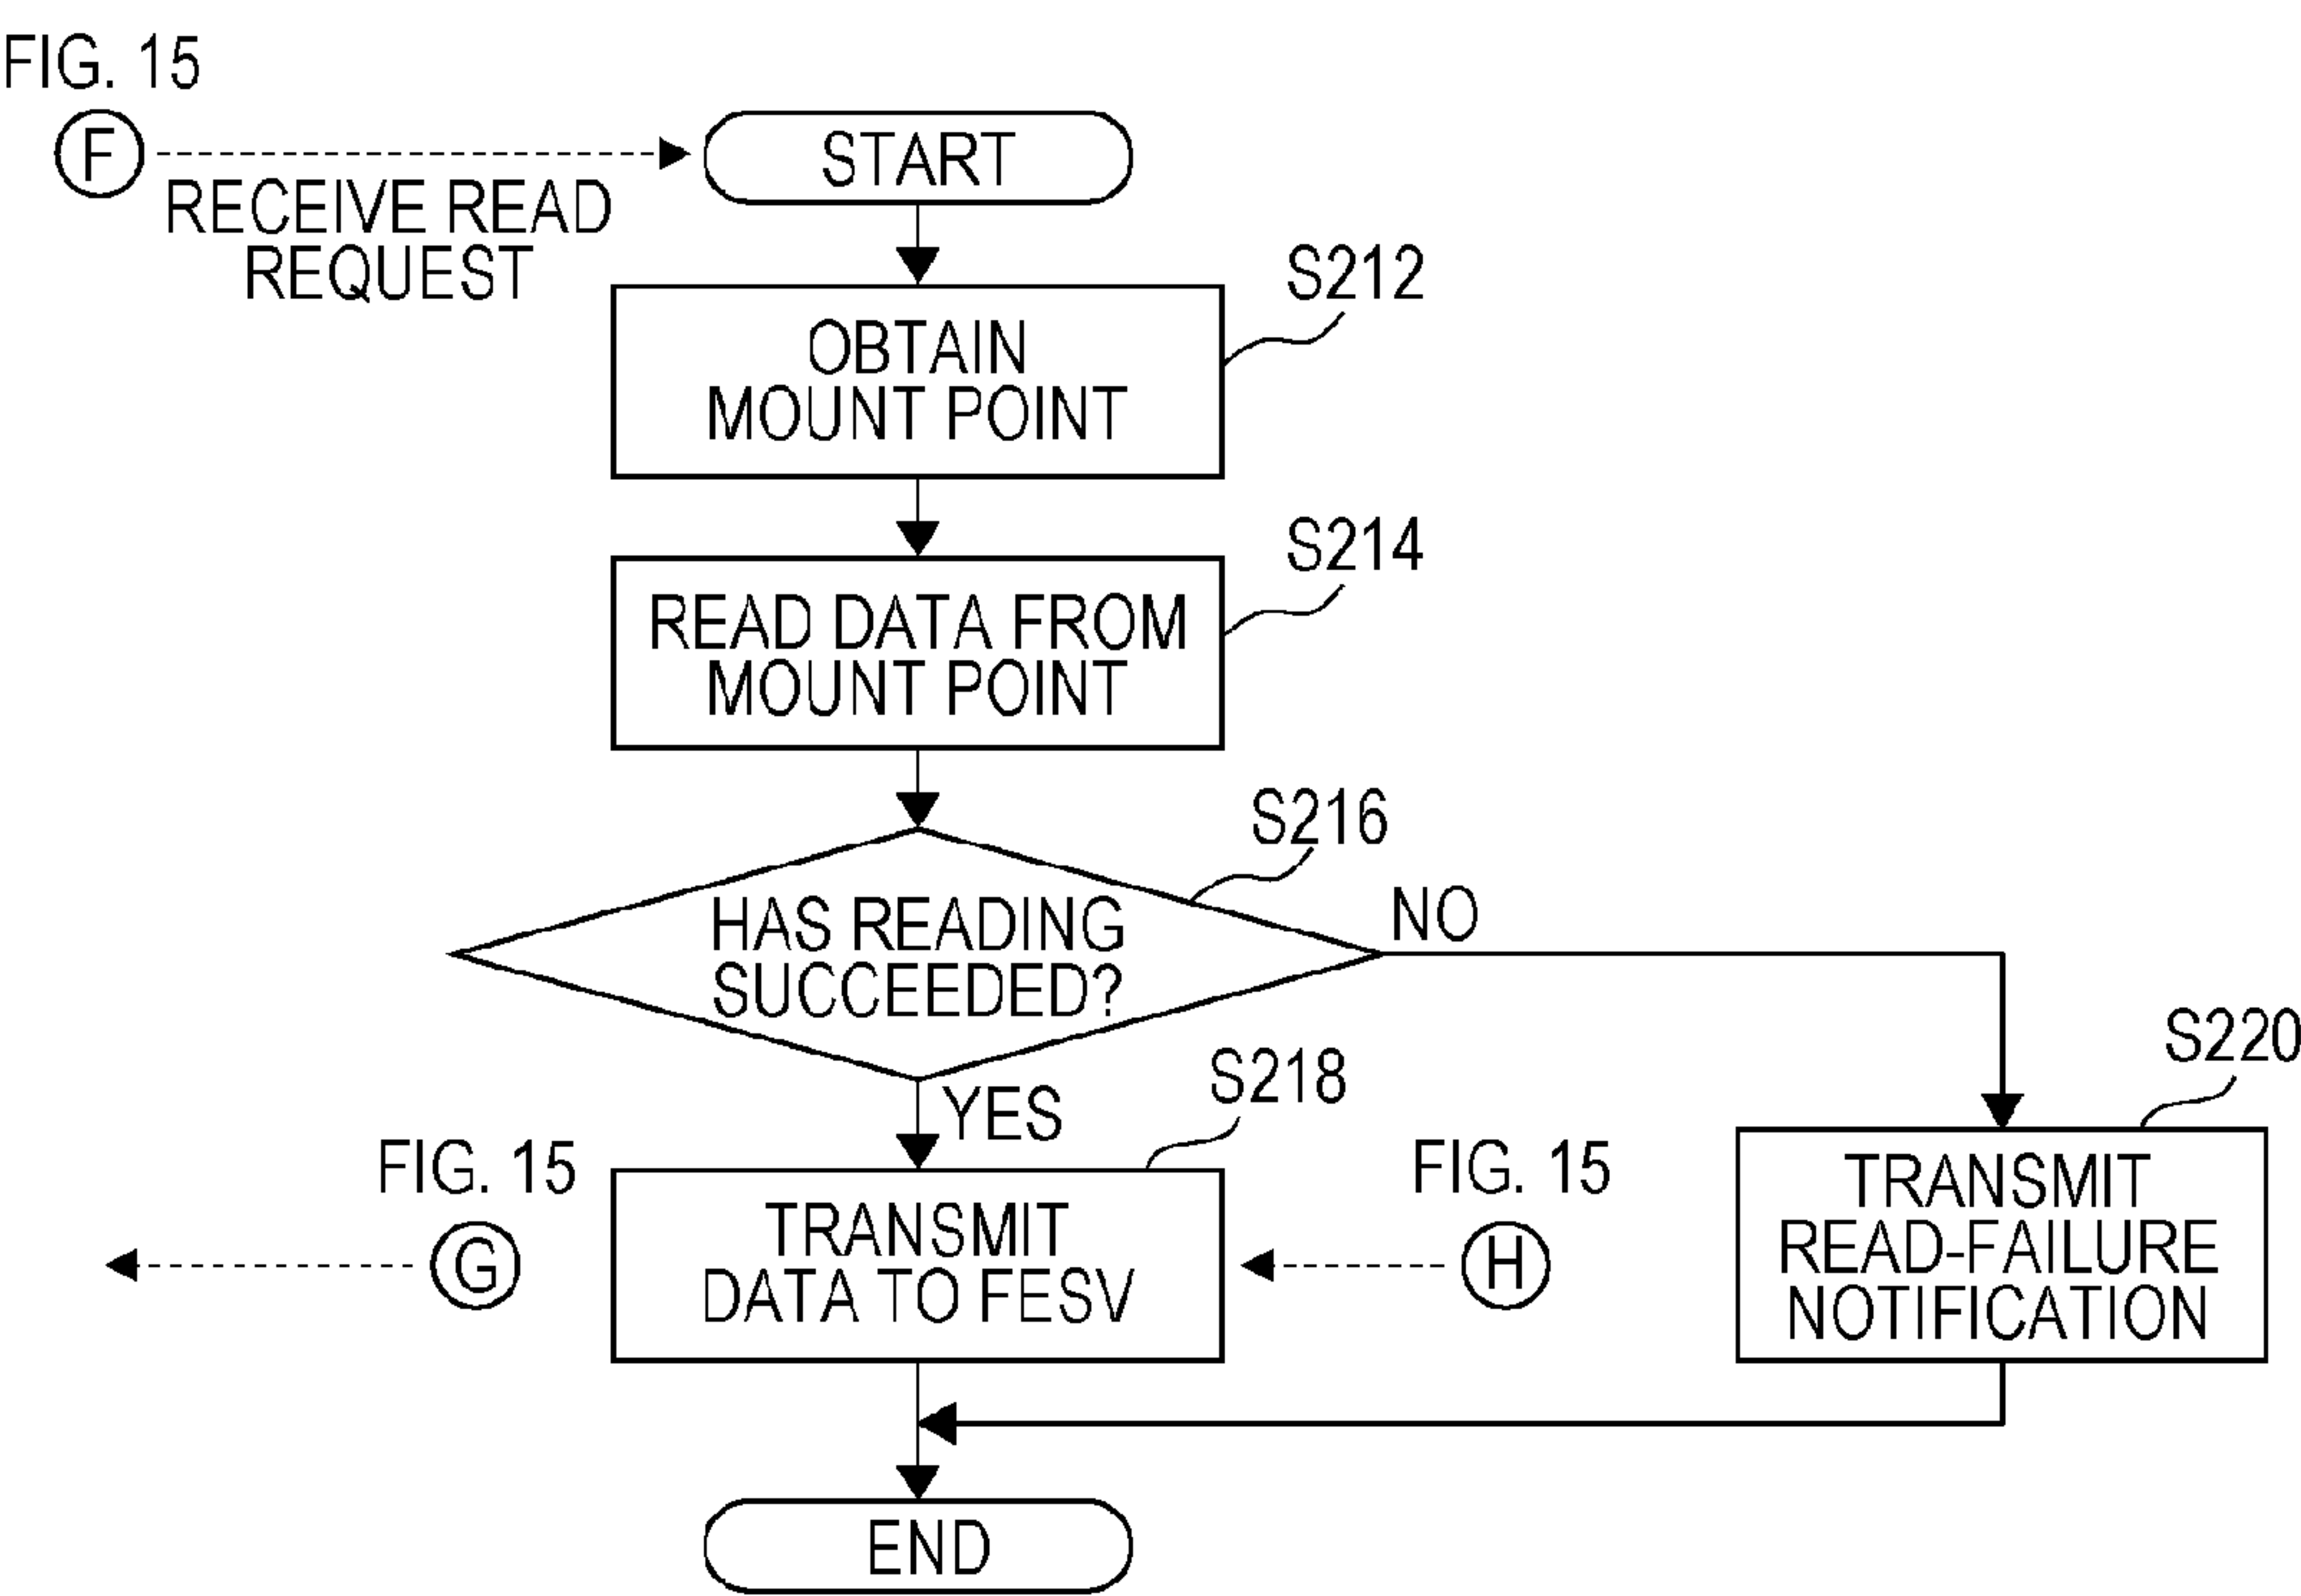 FIG. 15
F
START
RECEIVE READ
REQUEST
S212
OBTAIN
MOUNT POINT
S214
READ DATA FROM
MOUNT POINT
S216
HAS READING
SUCCEEDED?
NO
YES
S218
S220
FIG. 15
G
TRANSMIT
DATA TO FESV
FIG. 15
H
TRANSMIT
READ-FAILURE
NOTIFICATION
END